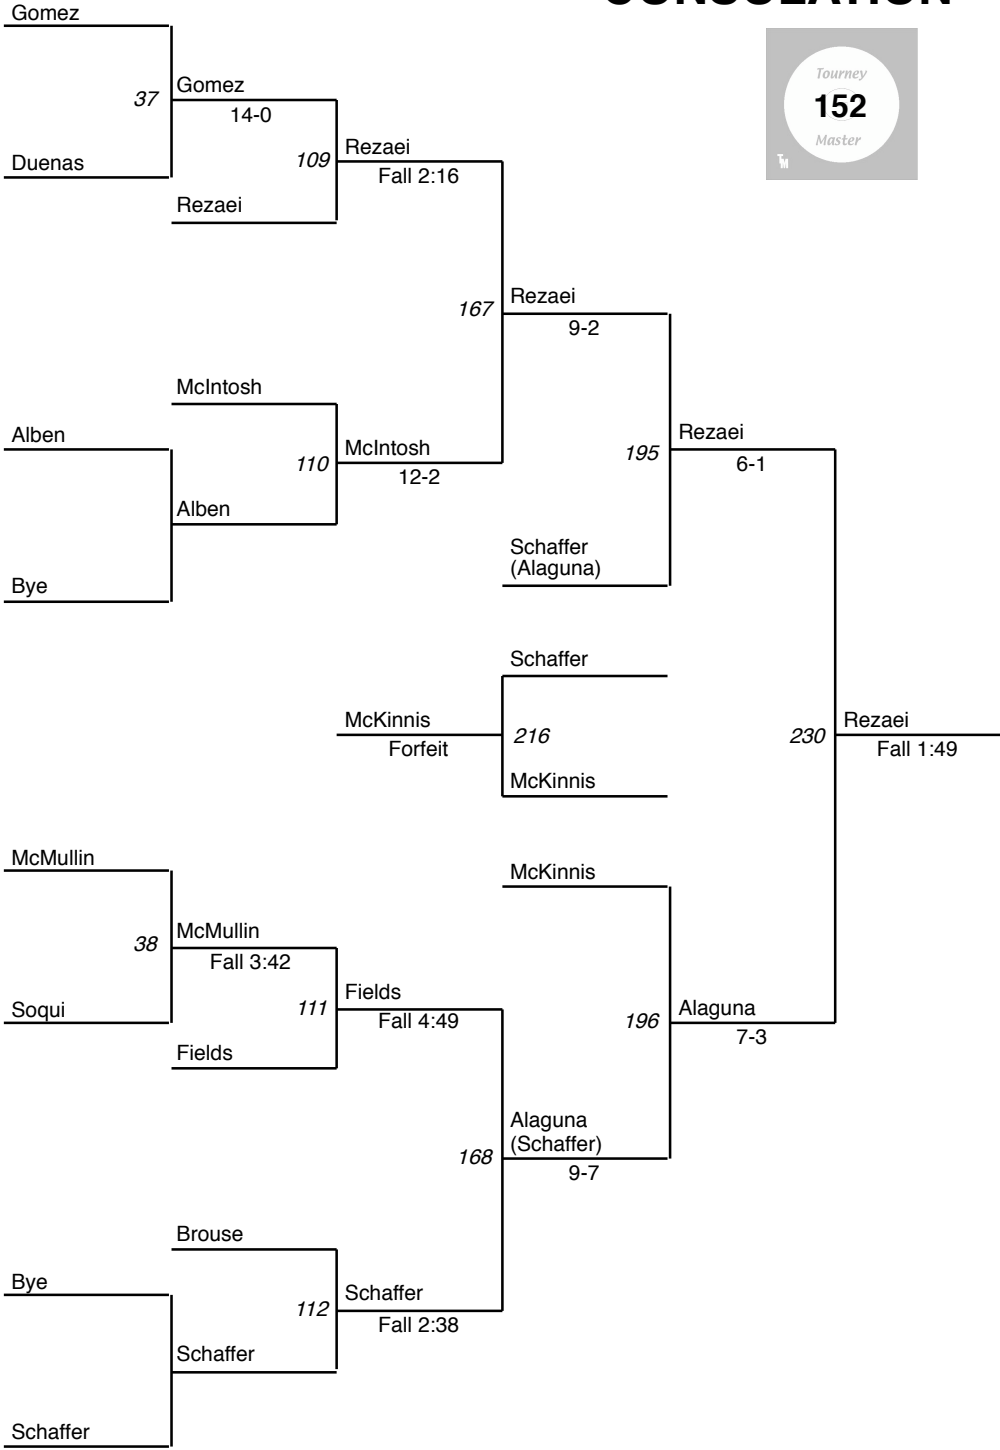 CONSOLATION
Gomez
Tourney
152
Master
TM
37
Gomez
14-0
Duenas
109
Rezaei
Fall 2:16
Rezaei
167
Rezaei
9-2
McIntosh
Alben
110
McIntosh
12-2
195
Rezaei
6-1
Alben
Schaffer
(Alaguna)
Bye
Schaffer
McKinnis
Forfeit
216
230
Rezaei
Fall 1:49
McKinnis
McMullin
McKinnis
38
McMullin
Fall 3:42
Soqui
111
Fields
Fall 4:49
196
Alaguna
7-3
Fields
Alaguna
(Schaffer)
168
9-7
Brouse
Bye
112
Schaffer
Fall 2:38
Schaffer
Schaffer